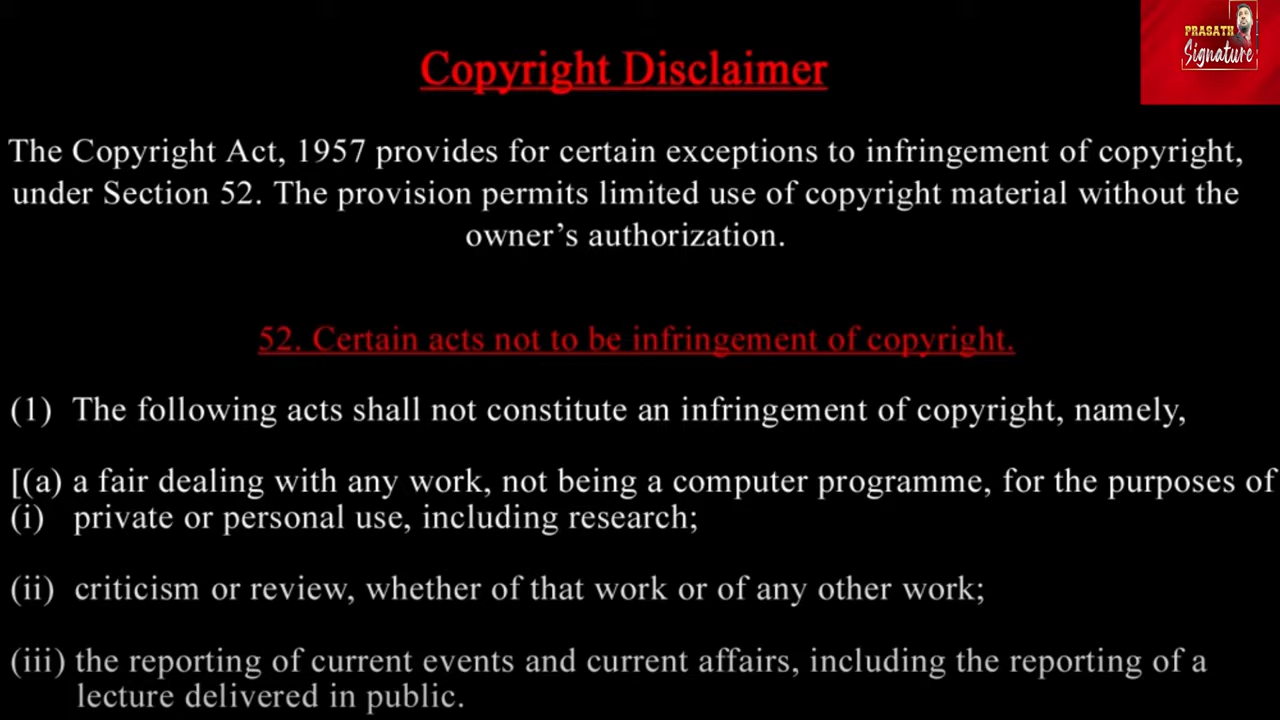 PRASATH
Signature
Copyright Disclaimer
The Copyright Act, 1957 provides for certain exceptions to infringement of copyright,
under Section 52. The provision permits limited use of copyright material without the
owner’s authorization.
52. Certain acts not to be infringement of copyright.
(1) The following acts shall not constitute an infringement of copyright, namely,
[(a) a fair dealing with any work, not being a computer programme, for the purposes of
(i) private or personal use, including research;
(ii) criticism or review, whether of that work or of any other work;
(iii) the reporting of current events and current affairs, including the reporting of a
lecture delivered in public.